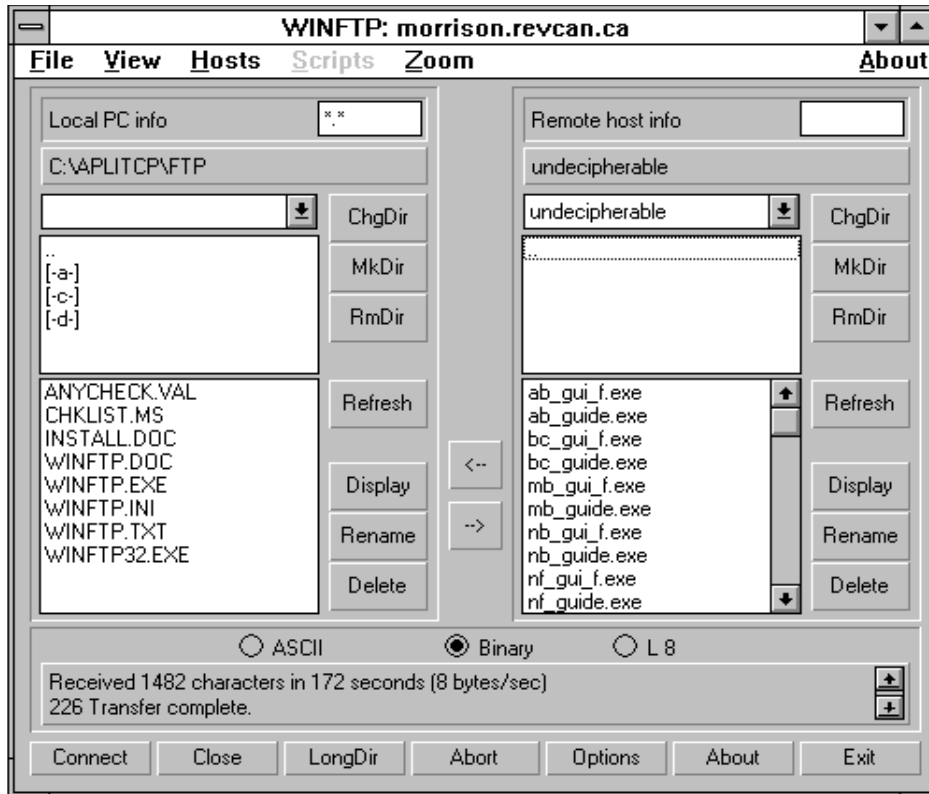 WINFTP: morrison.revcan.ca
File View Hosts Scripts Zoom About
Local PC info *.*
C:\APLITCP\FTP
ChgDir
..
[-a-]
[-c-]
[-d-]
MkDir
RmDir
ANYCHECK.VAL
CHKLIST.MS
INSTALL.DOC
WINFTP.DOC
WINFTP.EXE
WINFTP.INI
WINFTP.TXT
WINFTP32.EXE
Refresh
Display
Rename
Delete
<--
-->
Remote host info
undecipherable
undecipherable
ChgDir
..
MkDir
RmDir
ab_gui_f.exe
ab_guide.exe
bc_gui_f.exe
bc_guide.exe
mb_gui_f.exe
mb_guide.exe
nb_gui_f.exe
nb_guide.exe
nf_gui_f.exe
nf_guide.exe
Refresh
Display
Rename
Delete
ASCII Binary L 8
Received 1482 characters in 172 seconds (8 bytes/sec)
226 Transfer complete.
Connect Close LongDir Abort Options About Exit